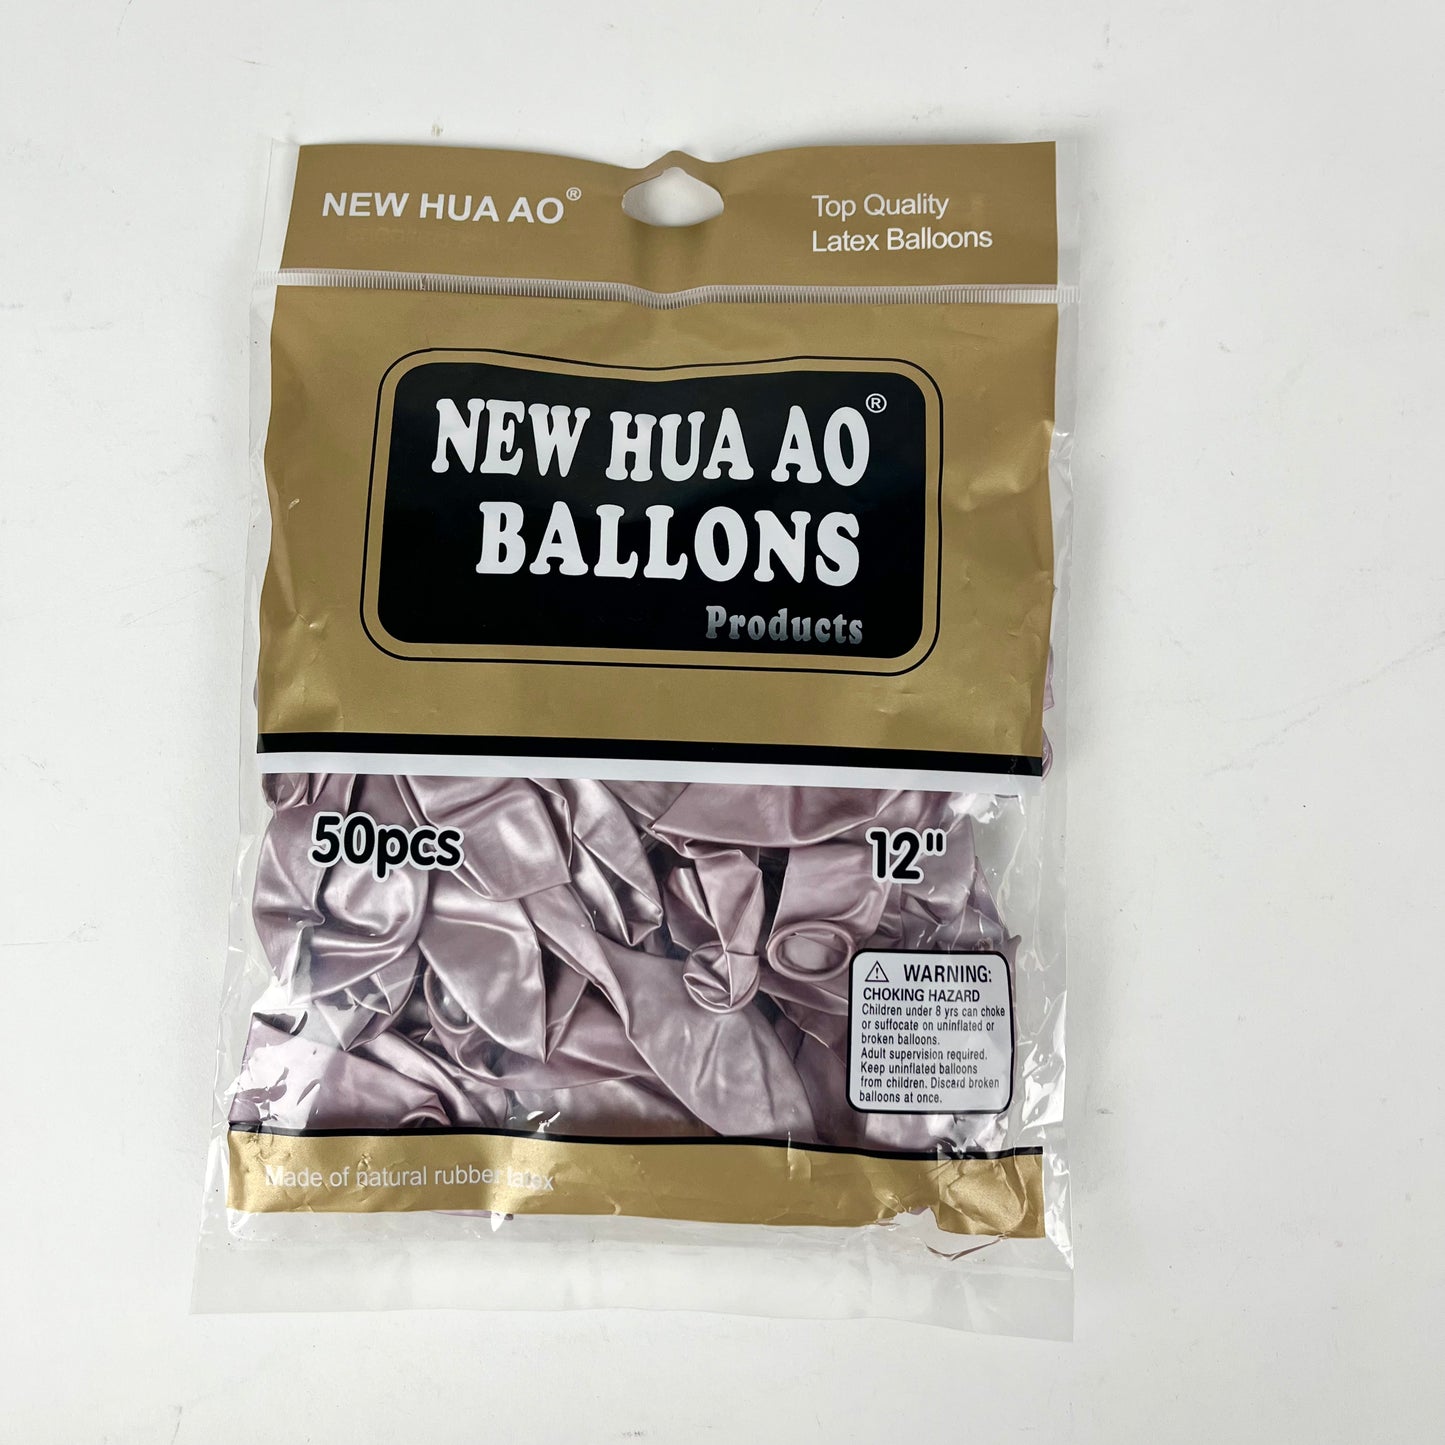 NEW HUA AO®
Top Quality
Latex Balloons
NEW HUA AO®
BALLONS
Products
50pcs
12"
WARNING:
CHOKING HAZARD
Children under 8 yrs can choke
or suffocate on uninflated or
broken balloons.
Adult supervision required.
Keep uninflated balloons
from children. Discard broken
balloons at once.
Made of natural rubber latex